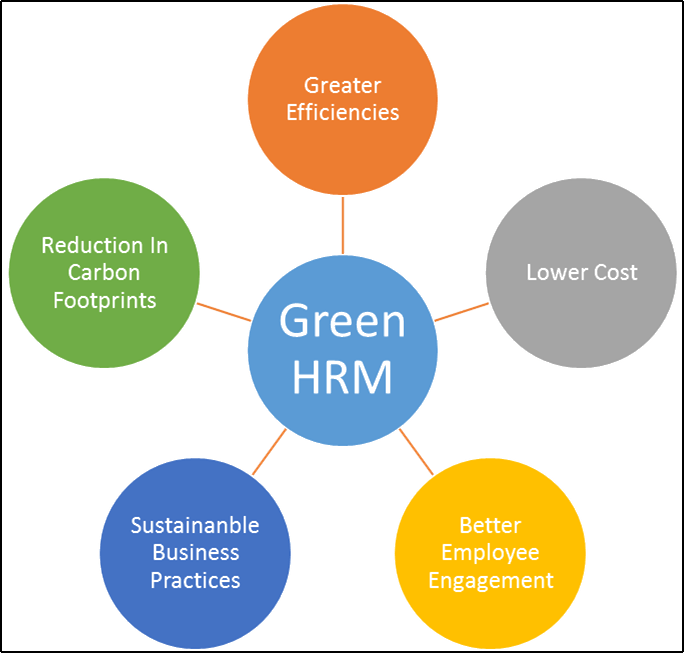 Greater
Efficiencies
Reduction In
Carbon
Footprints
Lower Cost
Green
HRM
Sustainanble
Business
Practices
Better
Employee
Engagement